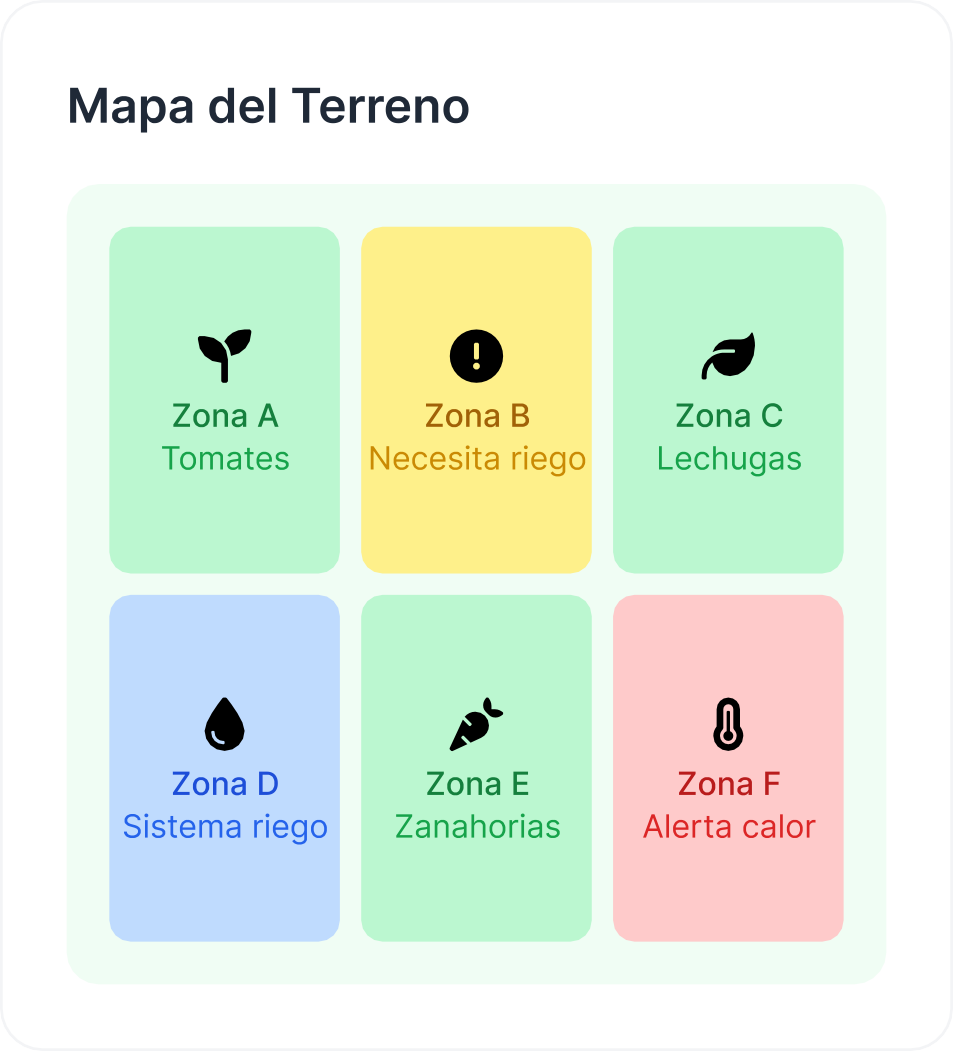 Mapa del Terreno
Zona A
Tomates
Zona B
Necesita riego
Zona C
Lechugas
Zona D
Sistema riego
Zona E
Zanahorias
Zona F
Alerta calor